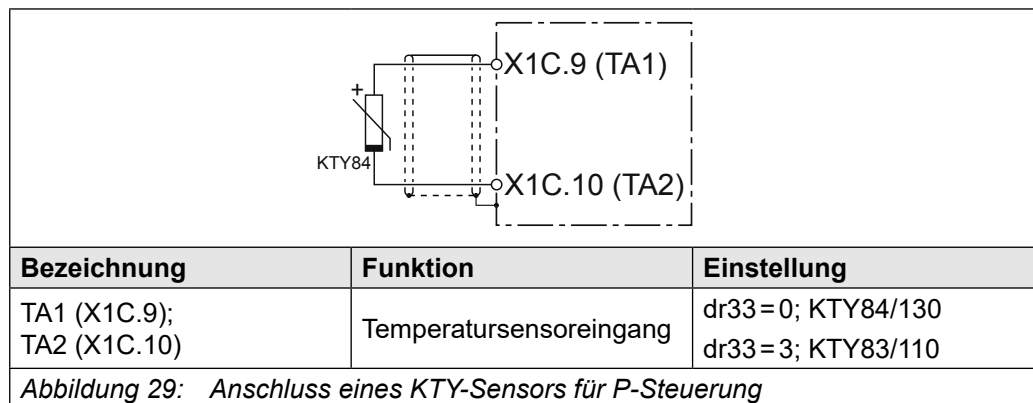 X1C.9 (TA1)
+
KTY84
X1C.10 (TA2)
Bezeichnung Funktion Einstellung
TA1 (X1C.9);
TA2 (X1C.10)
Temperatursensoreingang
dr33 = 0; KTY84/130
dr33 = 3; KTY83/110
Abbildung 29: Anschluss eines KTY-Sensors für P-Steuerung